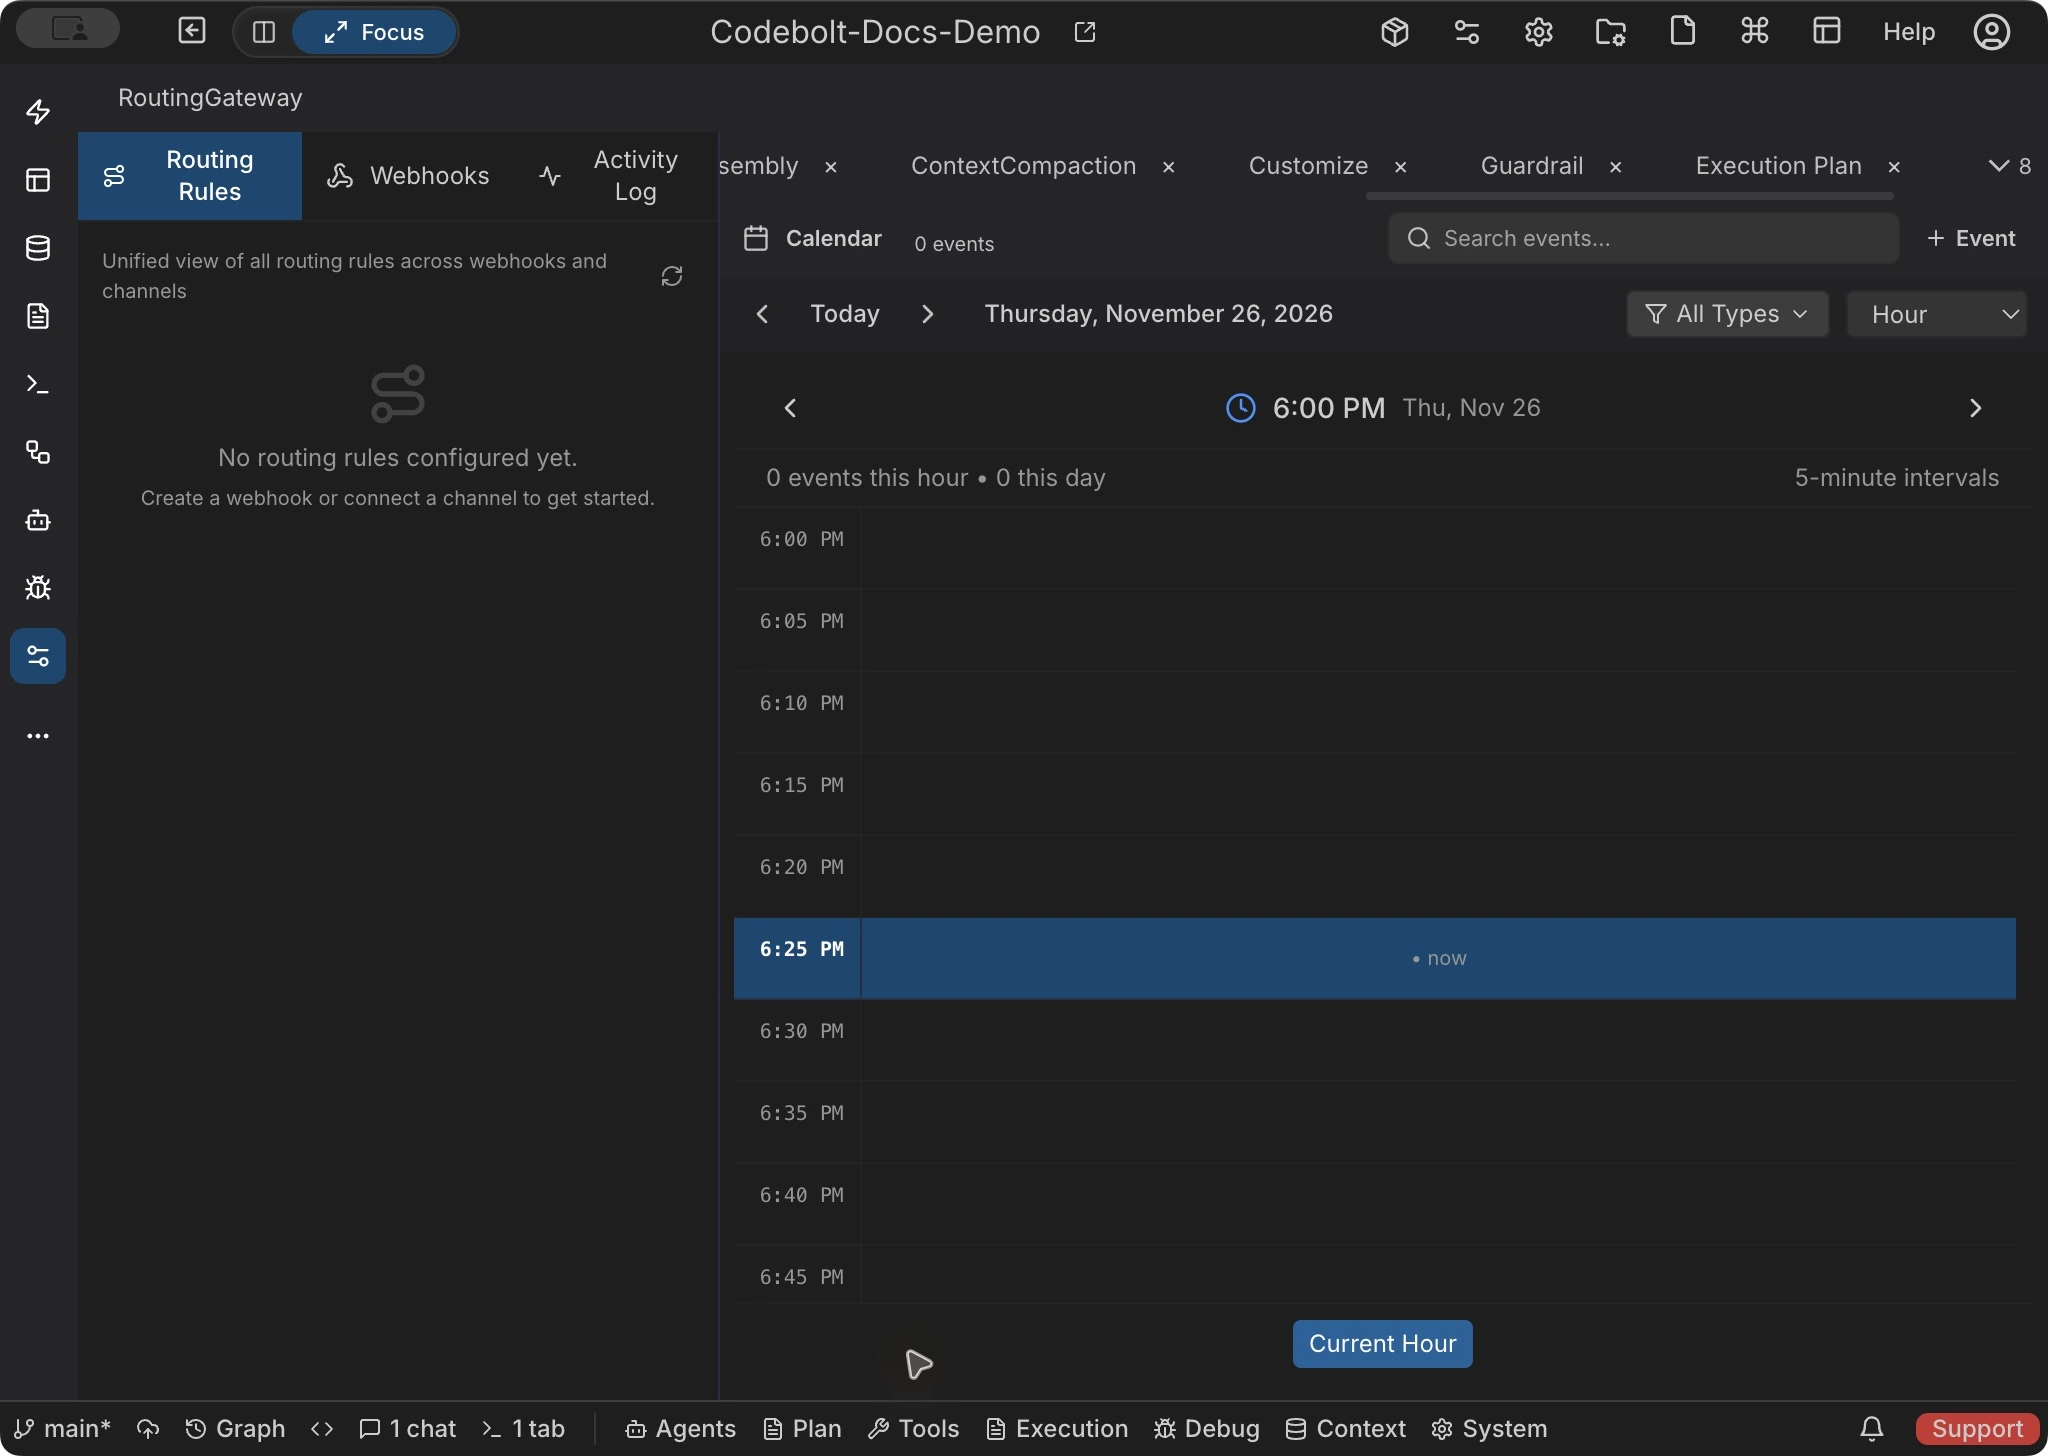 Focus
Codebolt-Docs-Demo
Help
RoutingGateway
Routing
Rules
Webhooks
Activity
Log
Unified view of all routing rules across webhooks and
channels
No routing rules configured yet.
Create a webhook or connect a channel to get started.
sembly
ContextCompaction
Customize
Guardrail
Execution Plan
8
Calendar
0 events
Search events...
+ Event
Today
Thursday, November 26, 2026
All Types
Hour
6:00 PM Thu, Nov 26
0 events this hour • 0 this day
5-minute intervals
6:00 PM
6:05 PM
6:10 PM
6:15 PM
6:20 PM
6:25 PM
• now
6:30 PM
6:35 PM
6:40 PM
6:45 PM
Current Hour
main*
Graph
1 chat
1 tab
Agents
Plan
Tools
Execution
Debug
Context
System
Support